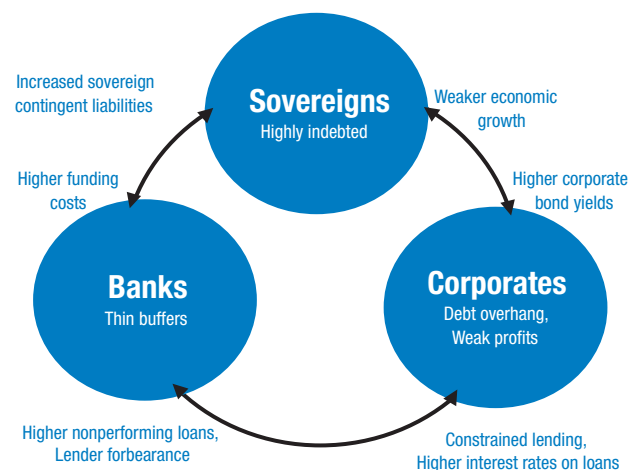 Increased sovereign
contingent liabilities
Sovereigns
Highly indebted
Weaker economic
growth
Higher funding
costs
Higher corporate
bond yields
Banks
Thin buffers
Corporates
Debt overhang,
Weak profits
Higher nonperforming loans,
Lender forbearance
Constrained lending,
Higher interest rates on loans